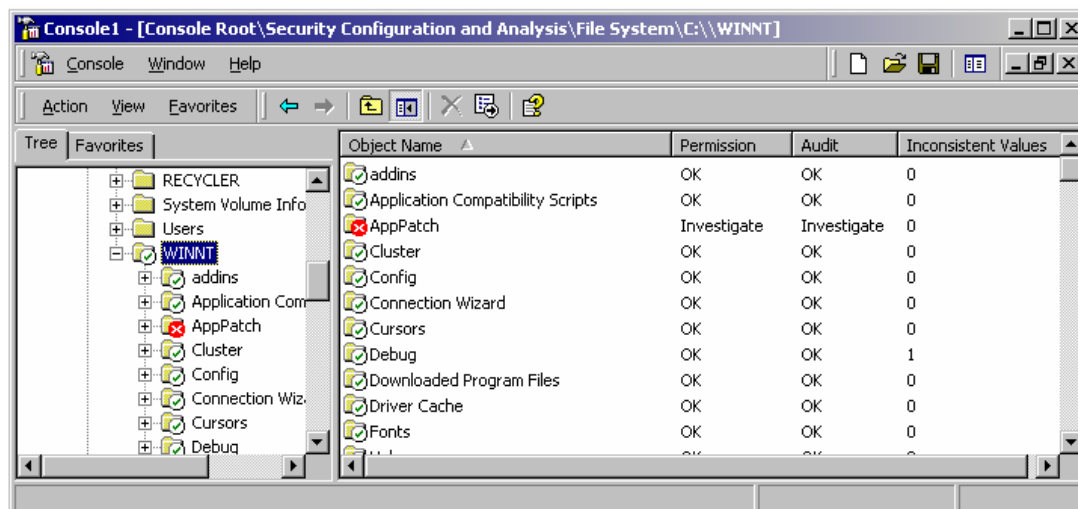 Console1 - [Console Root\Security Configuration and Analysis\File System\C:\\WINNT]
Console Window Help
Action View Favorites
Tree Favorites
RECYCLER
System Volume Info
Users
WINNT
addins
Application Com
AppPatch
Cluster
Config
Connection Wiz
Cursors
Debug
Object Name Permission Audit Inconsistent Values
addins OK OK 0
Application Compatibility Scripts OK OK 0
AppPatch Investigate Investigate 0
Cluster OK OK 0
Config OK OK 0
Connection Wizard OK OK 0
Cursors OK OK 0
Debug OK OK 1
Downloaded Program Files OK OK 0
Driver Cache OK OK 0
Fonts OK OK 0